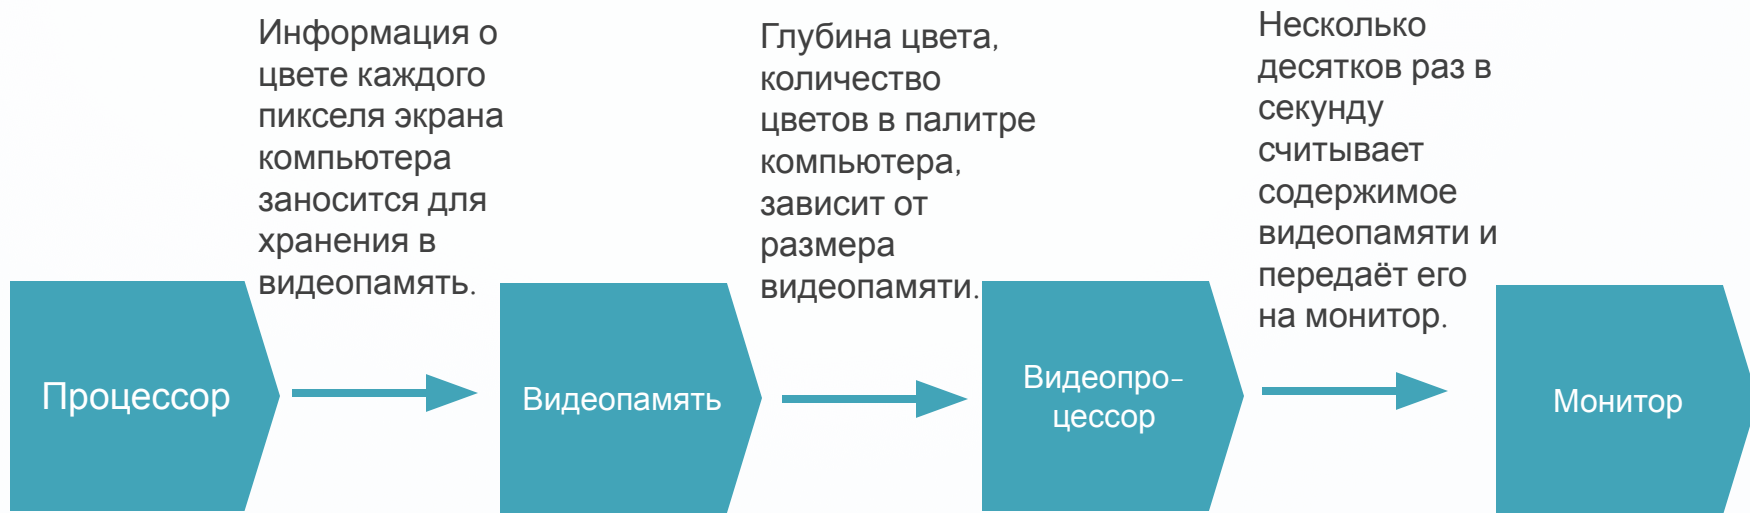 Информация о
цвете каждого
пикселя экрана
компьютера
заносится для
хранения в
видеопамять.
Глубина цвета,
количество
цветов в палитре
компьютера,
зависит от
размера
видеопамяти.
Несколько
десятков раз в
секунду
считывает
содержимое
видеопамяти и
передаёт его
на монитор.
Процессор
Видеопамять
Видеопро-
цессор
Монитор